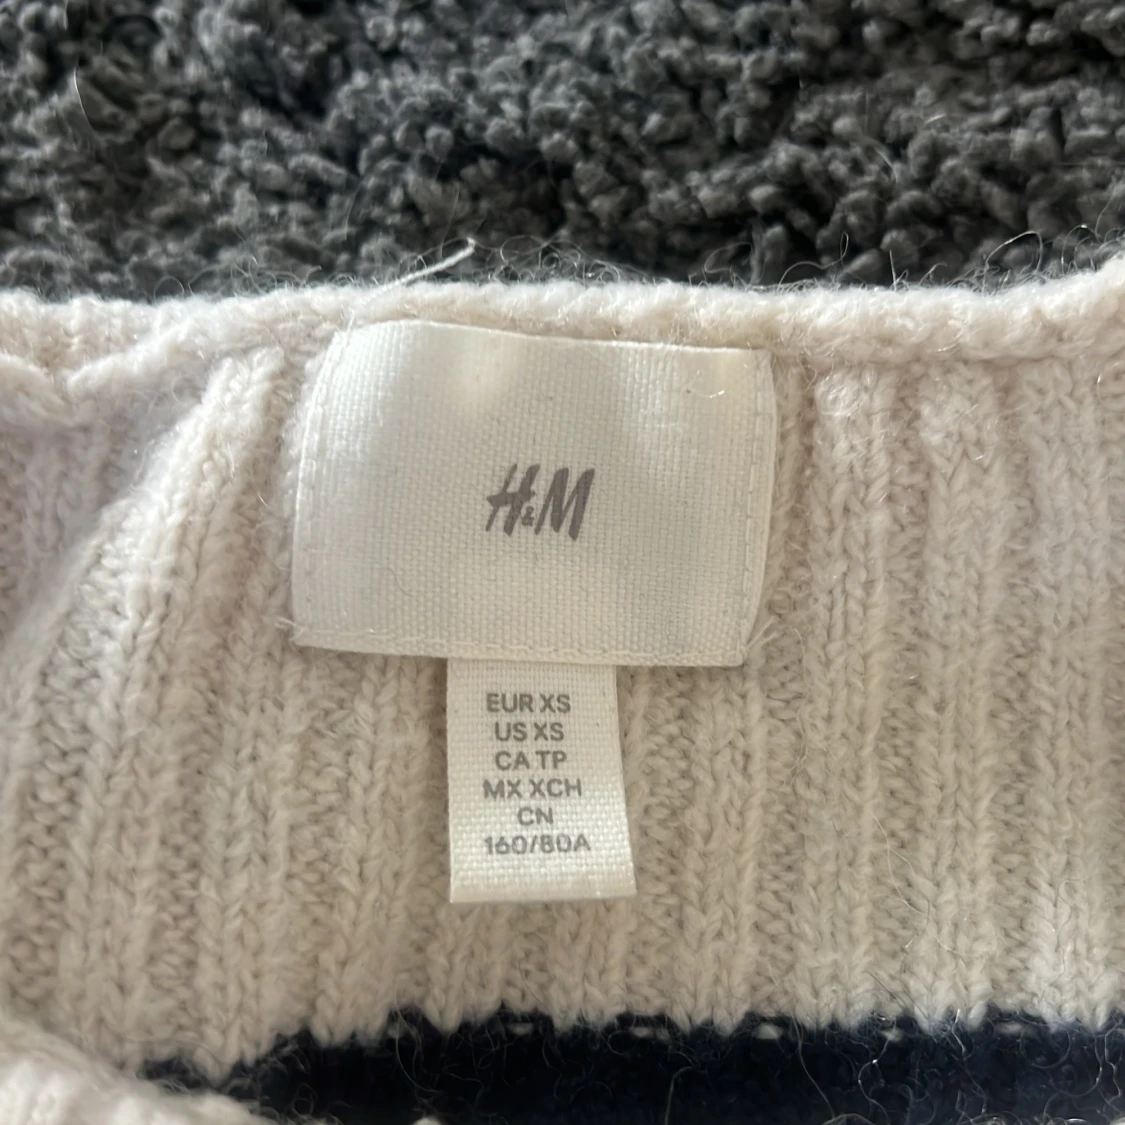 H&M
EUR XS
US XS
CA TP
MX XCH
CN
160/80A